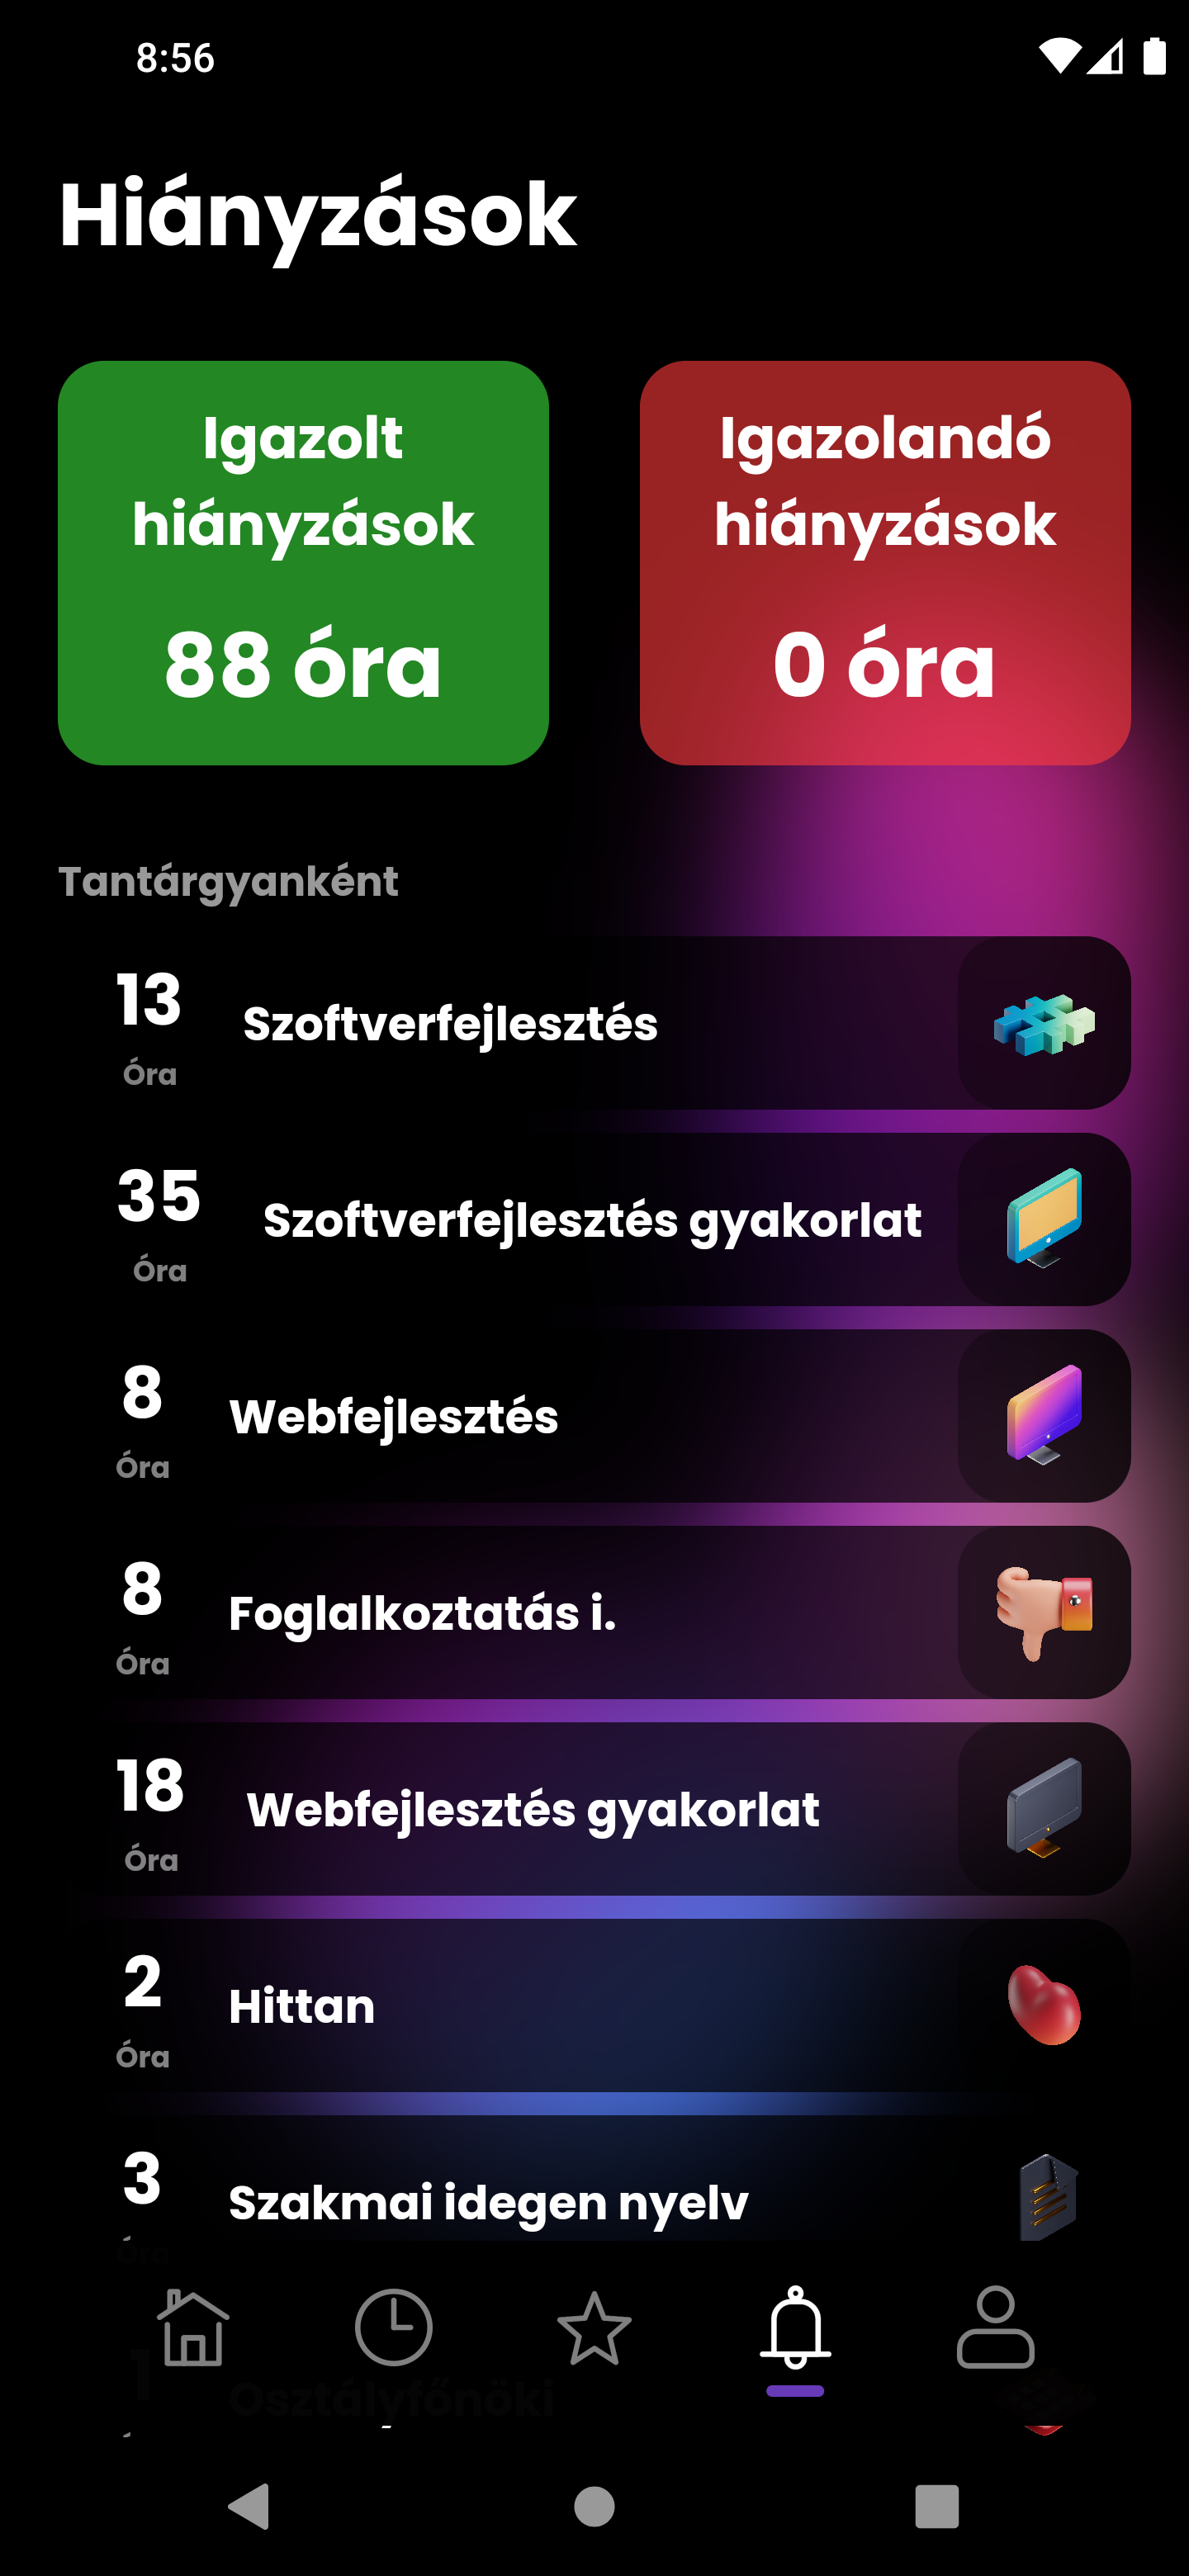 8:56
Hiányzások
Igazolt
hiányzások
88 óra
Igazolandó
hiányzások
0 óra
Tantárgyanként
13
Óra
Szoftverfejlesztés
35
Óra
Szoftverfejlesztés gyakorlat
8
Óra
Webfejlesztés
8
Óra
Foglalkoztatás i.
18
Óra
Webfejlesztés gyakorlat
2
Óra
Hittan
3
Óra
Szakmai idegen nyelv
1
Osztályfőnöki